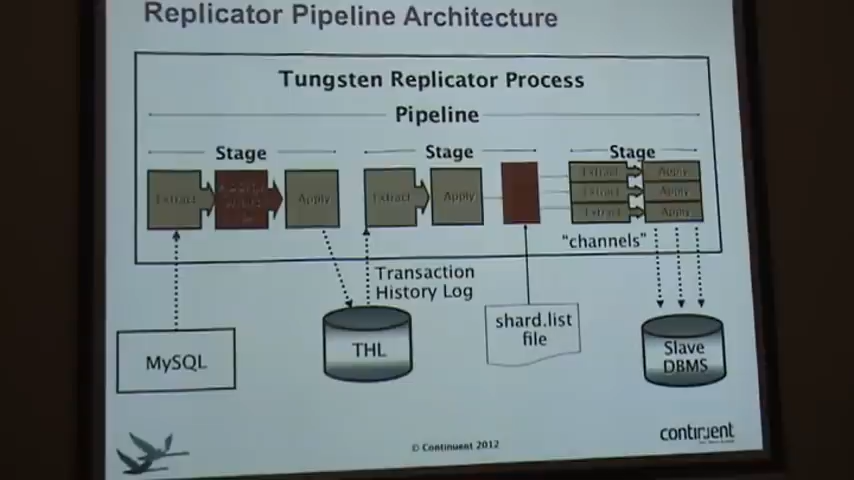 Replicator Pipeline Architecture
Tungsten Replicator Process
Pipeline
Stage
Stage
Stage
Extract
Apply
Extract
Apply
Extract
Apply
Extract
Apply
Extract
Apply
"channels"
Transaction
History Log
MySQL
THL
shard.list
file
Slave
DBMS
© Continuent 2012
continuent